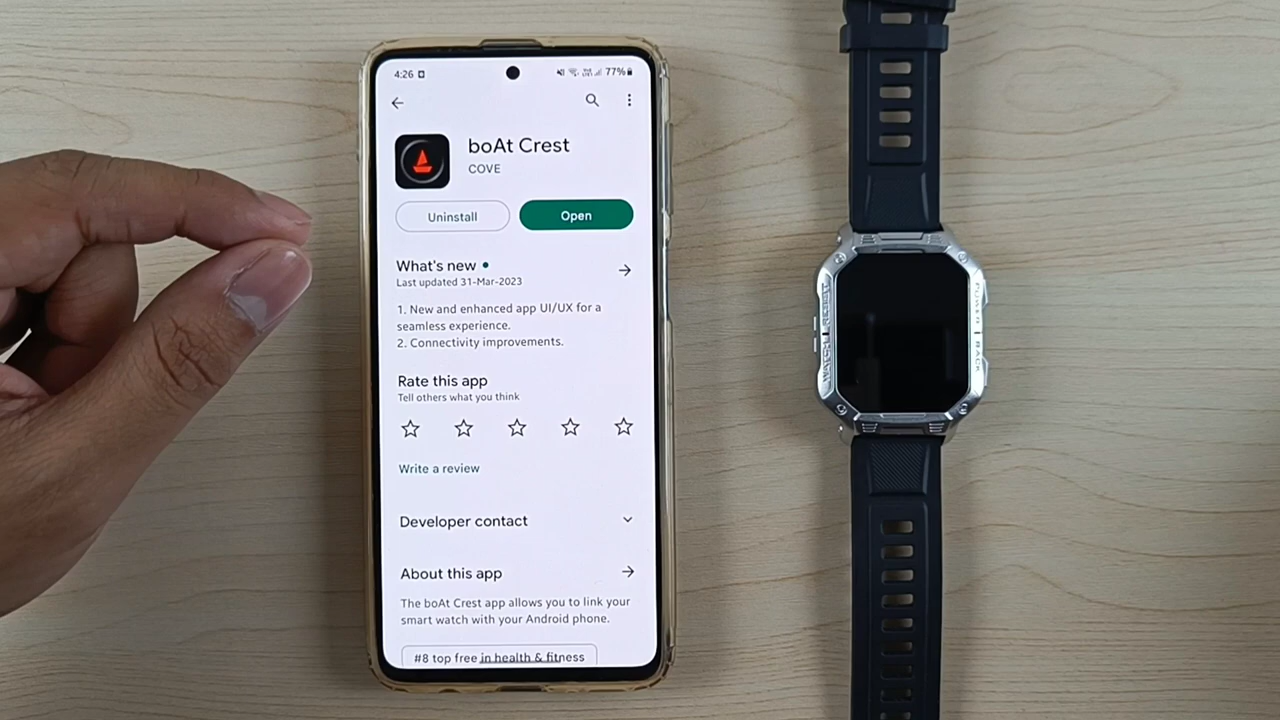 4:26
77%
boAt Crest
COVE
Uninstall
Open
What's new
Last updated 31-Mar-2023
1. New and enhanced app UI/UX for a
seamless experience.
2. Connectivity improvements.
Rate this app
Tell others what you think
Write a review
Developer contact
About this app
The boAt Crest app allows you to link your
smart watch with your Android phone.
#8 top free in health & fitness
POWER
BACK